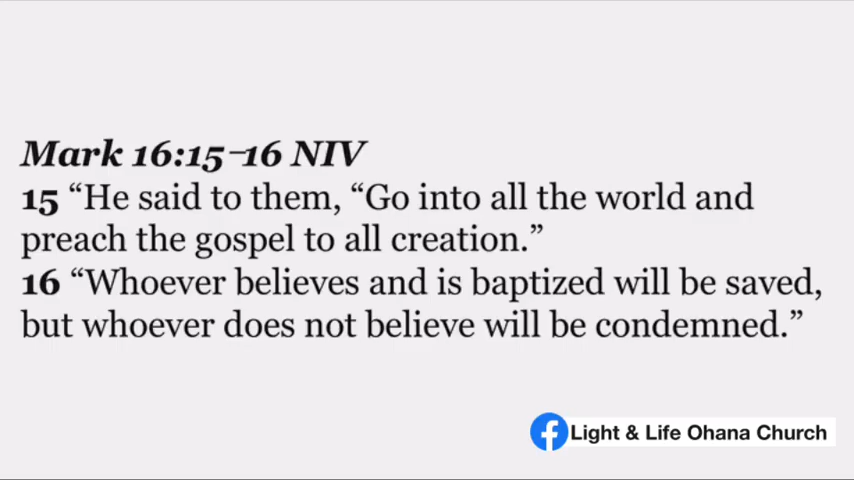 Mark 16:15–16 NIV
15 “He said to them, “Go into all the world and
preach the gospel to all creation.”
16 “Whoever believes and is baptized will be saved,
but whoever does not believe will be condemned.”
Light & Life Ohana Church